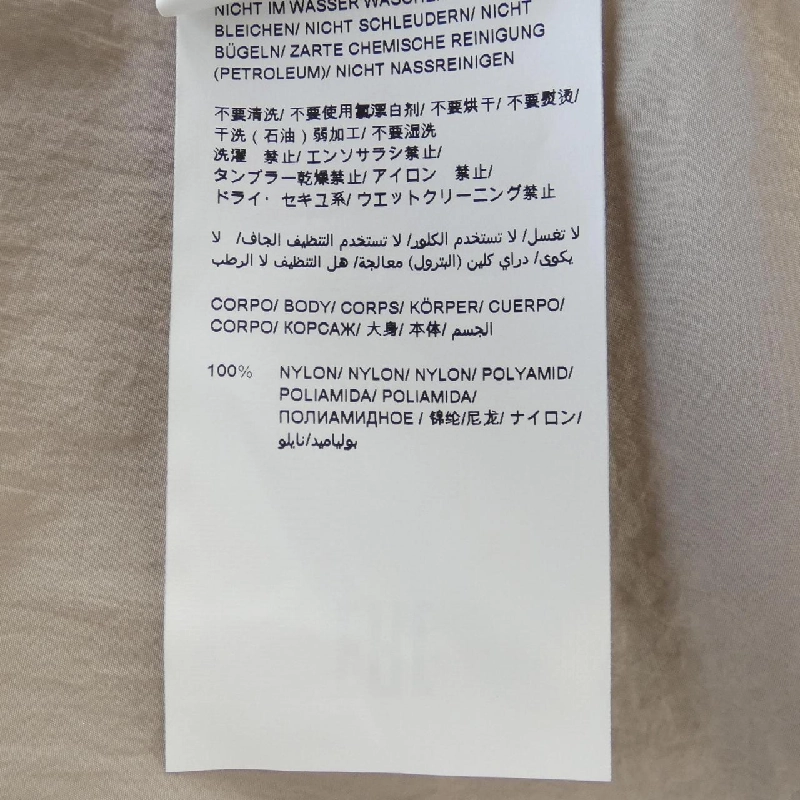 NICHT IM WASSER WASCHEN/
BLEICHEN/ NICHT SCHLEUDERN/ NICHT
BÜGELN/ ZARTE CHEMISCHE REINIGUNG
(PETROLEUM)/ NICHT NASSREINIGEN
不要清洗/ 不要使用氯漂白剂/ 不要烘干/ 不要熨烫/
干洗 ( 石油 ) 弱加工/ 不要湿洗
洗濯 禁止/ エンソサラシ禁止/
タンブラー乾燥禁止/ アイロン 禁止/
ドライ・ セキユ系/ ウエットクリーニング禁止
لا تغسل/ لا تستخدم الكلور/ لا تستخدم التنظيف الجاف/ لا
يكوى/ دراي كلين (البترول) معالجة/ هل التنظيف لا الرطب
CORPO/ BODY/ CORPS/ KÖRPER/ CUERPO/
CORPO/ КОРСАЖ/ 大身/ 本体/ الجسم
100% NYLON/ NYLON/ NYLON/ POLYAMID/
POLIAMIDA/ POLIAMIDA/
ПОЛИАМИДНОЕ / 锦纶/尼龙/ ナイロン/
بولياميد/نايلو